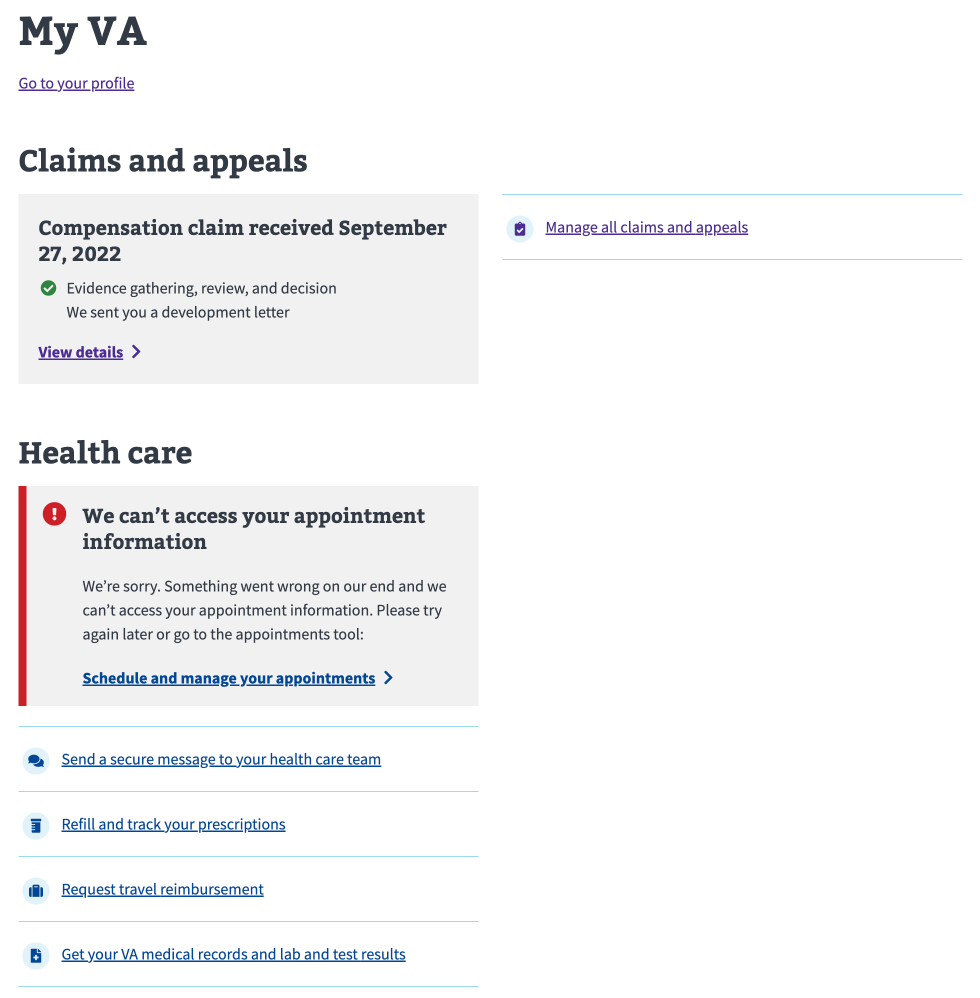 My VA
Go to your profile
Claims and appeals
Compensation claim received September
27, 2022
Evidence gathering, review, and decision
We sent you a development letter
View details
Manage all claims and appeals
Health care
We can’t access your appointment
information
We’re sorry. Something went wrong on our end and we
can’t access your appointment information. Please try
again later or go to the appointments tool:
Schedule and manage your appointments
Send a secure message to your health care team
Refill and track your prescriptions
Request travel reimbursement
Get your VA medical records and lab and test results